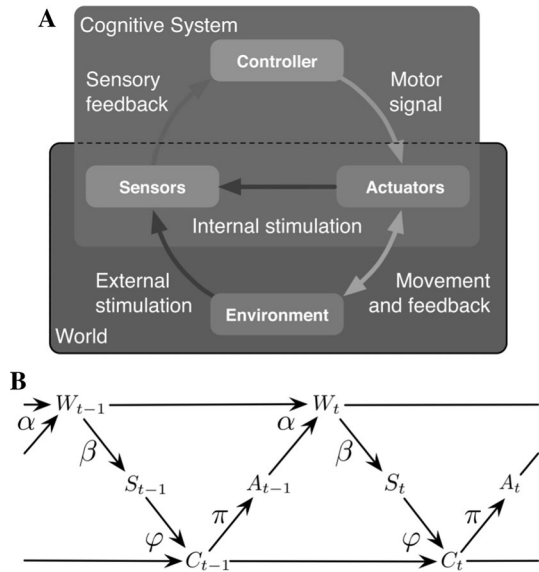 A
Cognitive System
Controller
Sensory
feedback
Motor
signal
Sensors
Actuators
Internal stimulation
External
stimulation
Movement
and feedback
Environment
World
B
W_{t-1} α W_t
α β β
S_{t-1} A_{t-1} S_t A_t
φ π φ π
C_{t-1} C_t